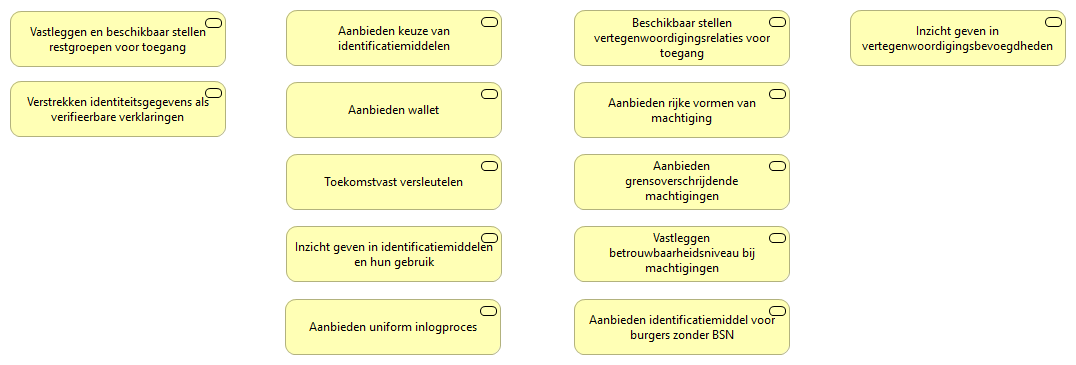 Vastleggen en beschikbaar stellen
restgroepen voor toegang
Verstrekken identiteitsgegevens als
verifieerbare verklaringen
Aanbieden keuze van
identificatiemiddelen
Aanbieden wallet
Toekomstvast versleutelen
Inzicht geven in identificatiemiddelen
en hun gebruik
Aanbieden uniform inlogproces
Beschikbaar stellen
vertegenwoordigingsrelaties voor
toegang
Aanbieden rijke vormen van
machtiging
Aanbieden
grensoverschrijdende
machtigingen
Vastleggen
betrouwbaarheidsniveau bij
machtigingen
Aanbieden identificatiemiddel voor
burgers zonder BSN
Inzicht geven in
vertegenwoordigingsbevoegdheden